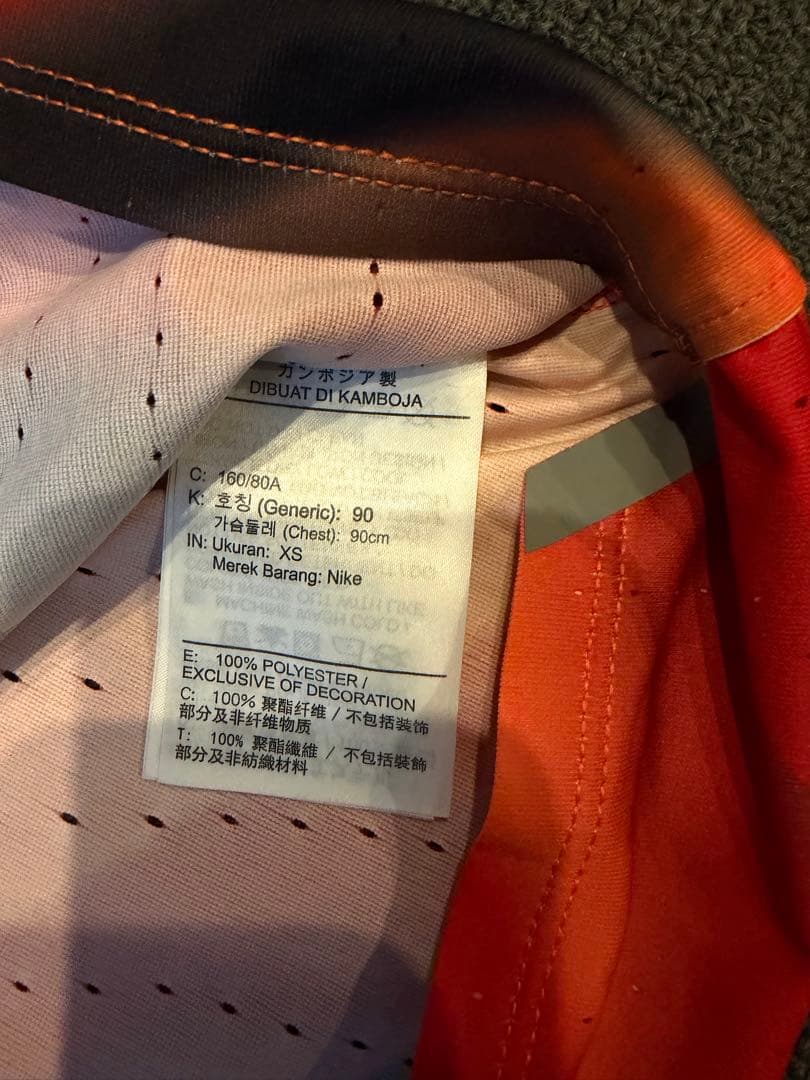 カンボジア製
DIBUAT DI KAMBOJA
C: 160/80A
K: 호칭 (Generic): 90
가슴둘레 (Chest): 90cm
IN: Ukuran: XS
Merek Barang: Nike
E: 100% POLYESTER /
EXCLUSIVE OF DECORATION
C: 100% 聚酯纤维 / 不包括装饰
部分及非纤维物质
T: 100% 聚酯纖維 / 不包括裝飾
部分及非紡織材料